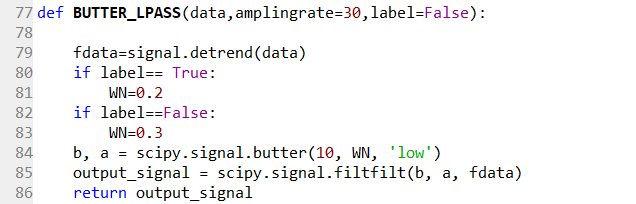 77 def BUTTER_LPASS(data,amplingrate=30,label=False):
78
79     fdata=signal.detrend(data)
80     if label== True:
81         WN=0.2
82     if label==False:
83         WN=0.3
84     b, a = scipy.signal.butter(10, WN, 'low')
85     output_signal = scipy.signal.filtfilt(b, a, fdata)
86     return output_signal